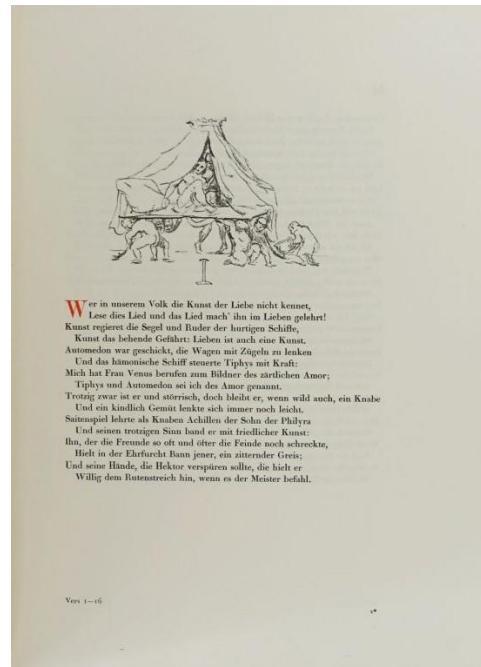 I
Wer in unserem Volk die Kunst der Liebe nicht kennet,
Lese dies Lied und das Lied mach' ihn im Lieben gelehrt!
Kunst regieret die Segel und Ruder der hurtigen Schiffe,
Kunst das behende Gefährt: Lieben ist auch eine Kunst.
Automedon war geschickt, die Wagen mit Zügeln zu lenken
Und das hämonische Schiff steuerte Tiphys mit Kraft:
Mich hat Frau Venus berufen zum Bildner des zärtlichen Amor;
Tiphys und Automedon sei ich des Amor genannt.
Trotzig zwar ist er und störrisch, doch bleibt er, wenn wild auch, ein Knabe
Und ein kindlich Gemüt lenkte sich immer noch leicht.
Saitenspiel lehrte als Knaben Achillen der Sohn der Philyra
Und seinen trotzigen Sinn band er mit friedlicher Kunst:
Ihn, der die Freunde so oft und öfter die Feinde noch schreckte,
Hielt in der Ehrfurcht Bann jener, ein zitternder Greis;
Und seine Hände, die Hektor verspüren sollte, die hielt er
Willig dem Rutenstreich hin, wenn es der Meister befahl.
Vers 1—16
1*